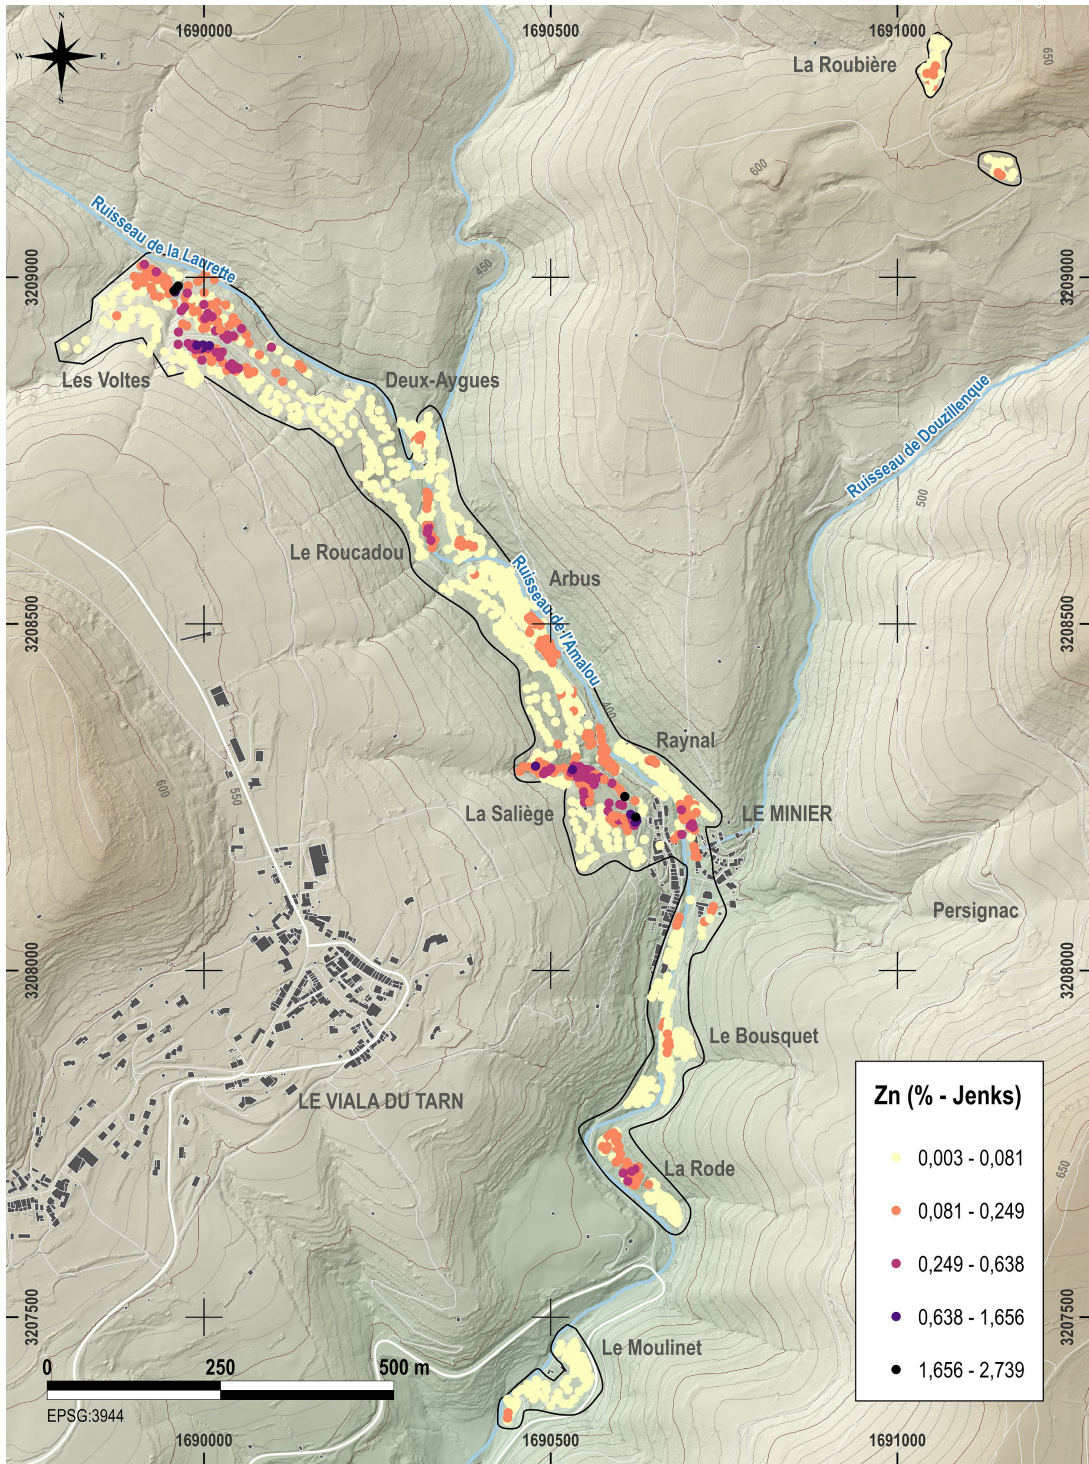 1690000
1690500
1691000
N
W
E
S
La Roubière
650
600
Ruisseau de la Laurette
450
3209000
3209000
Les Voltes
Deux-Aygues
Ruisseau de Douzillenque
500
Le Roucadou
Arbus
Ruisseau de l'Amalou
3208500
3208500
400
Raynal
600
550
La Saliège
LE MINIER
Persignac
3208000
3208000
Le Bousquet
LE VIALA DU TARN
La Rode
650
Zn (% - Jenks)
0,003 - 0,081
0,081 - 0,249
0,249 - 0,638
0,638 - 1,656
1,656 - 2,739
3207500
3207500
Le Moulinet
0
250
500 m
EPSG:3944
1690000
1690500
1691000